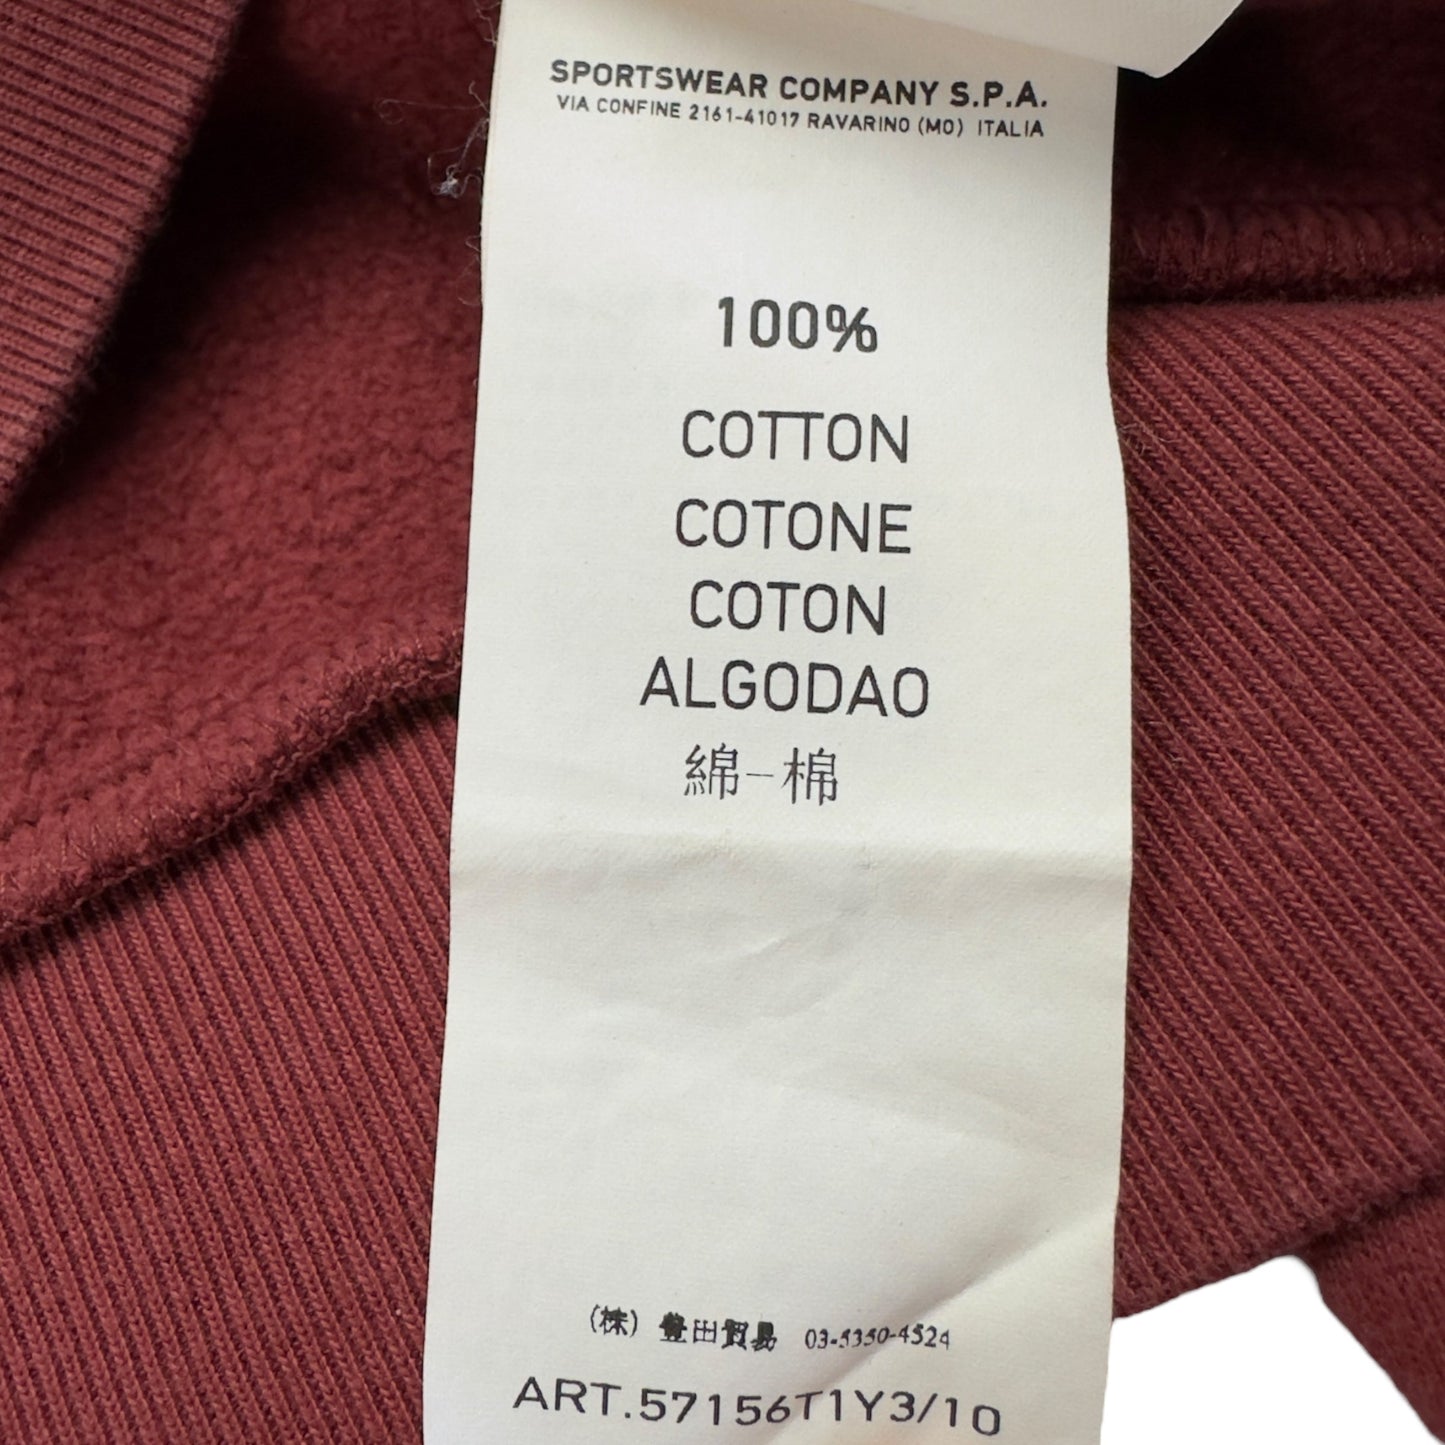 SPORTSWEAR COMPANY S.P.A.
VIA CONFINE 2161-41017 RAVARINO (MO) ITALIA
100%
COTTON
COTONE
COTON
ALGODAO
綿-棉
(株) 豊田貿易 03-5350-4524
ART.57156T1Y3/10